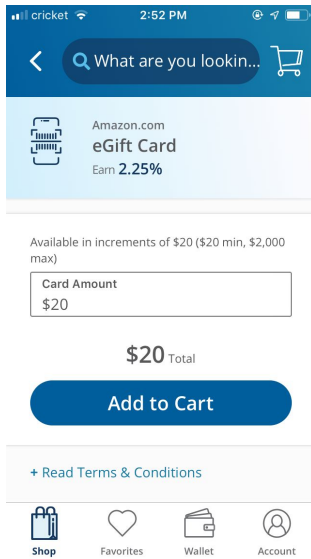 cricket 2:52 PM
What are you lookin...
Amazon.com
eGift Card
Earn 2.25%
Available in increments of $20 ($20 min, $2,000
max)
Card Amount
$20
$20 Total
Add to Cart
+ Read Terms & Conditions
Shop Favorites Wallet Account